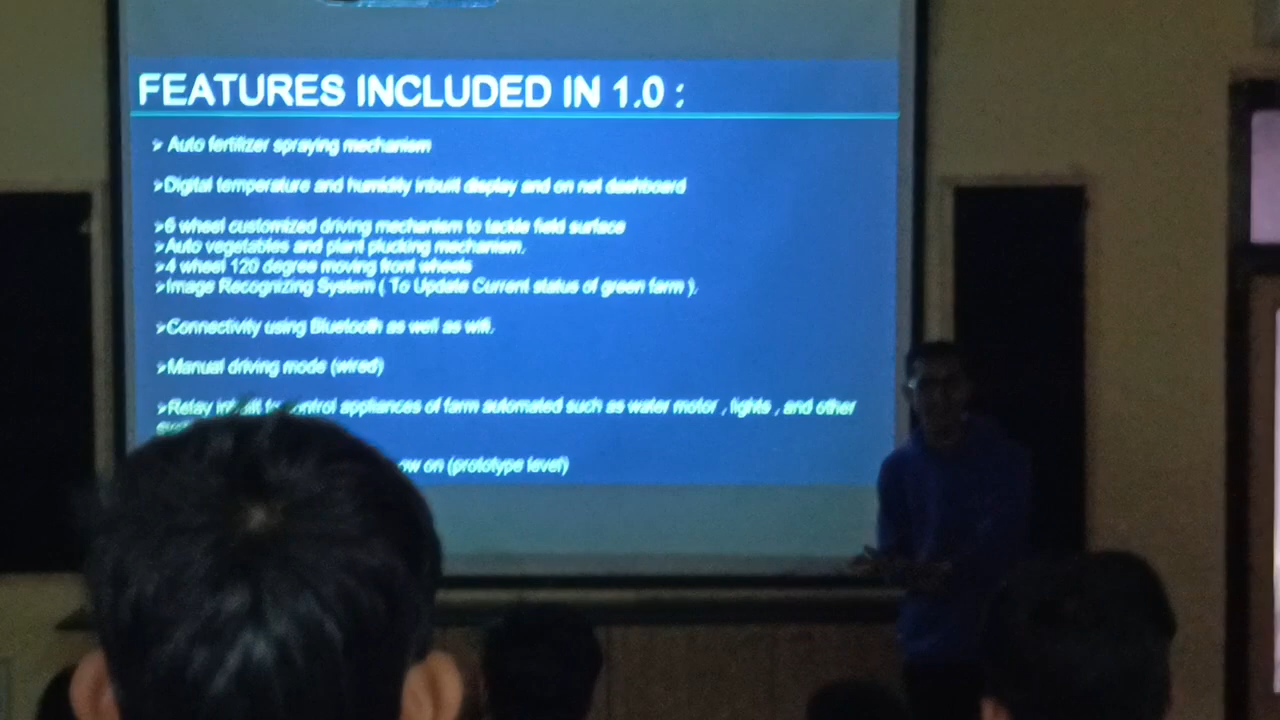 FEATURES INCLUDED IN 1.0 :
➢ Auto fertilizer spraying mechanism
➢Digital temperature and humidity inbuilt display and on net dashboard
➢6 wheel customized driving mechanism to tackle field surface
➢Auto vegetables and plant plucking mechanism.
➢4 wheel 120 degree moving front wheels
➢Image Recognizing System ( To Update Current status of green farm ).
➢Connectivity using Bluetooth as well as wifi.
➢Manual driving mode (wired)
➢Relay inbuilt to control appliances of farm automated such as water motor , lights , and other
on (prototype level)